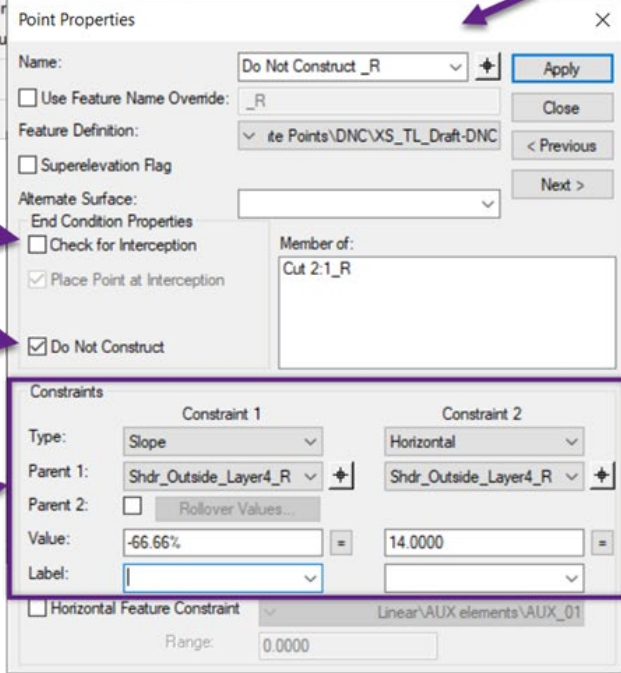 Point Properties
Name: Do Not Construct _R Apply
Use Feature Name Override: _R Close
Feature Definition: ite Points\DNC\XS_TL_Draft-DNC < Previous
Superelevation Flag Next >
Alternate Surface:
End Condition Properties
Check for Interception Member of:
Cut 2:1_R
Place Point at Interception
Do Not Construct
Constraints
Constraint 1 Constraint 2
Type: Slope Horizontal
Parent 1: Shdr_Outside_Layer4_R + Shdr_Outside_Layer4_R +
Parent 2: Rollover Values...
Value: -66.66% = 14.0000 =
Label:
Horizontal Feature Constraint Linear\AUX elements\AUX_01
Range: 0.0000